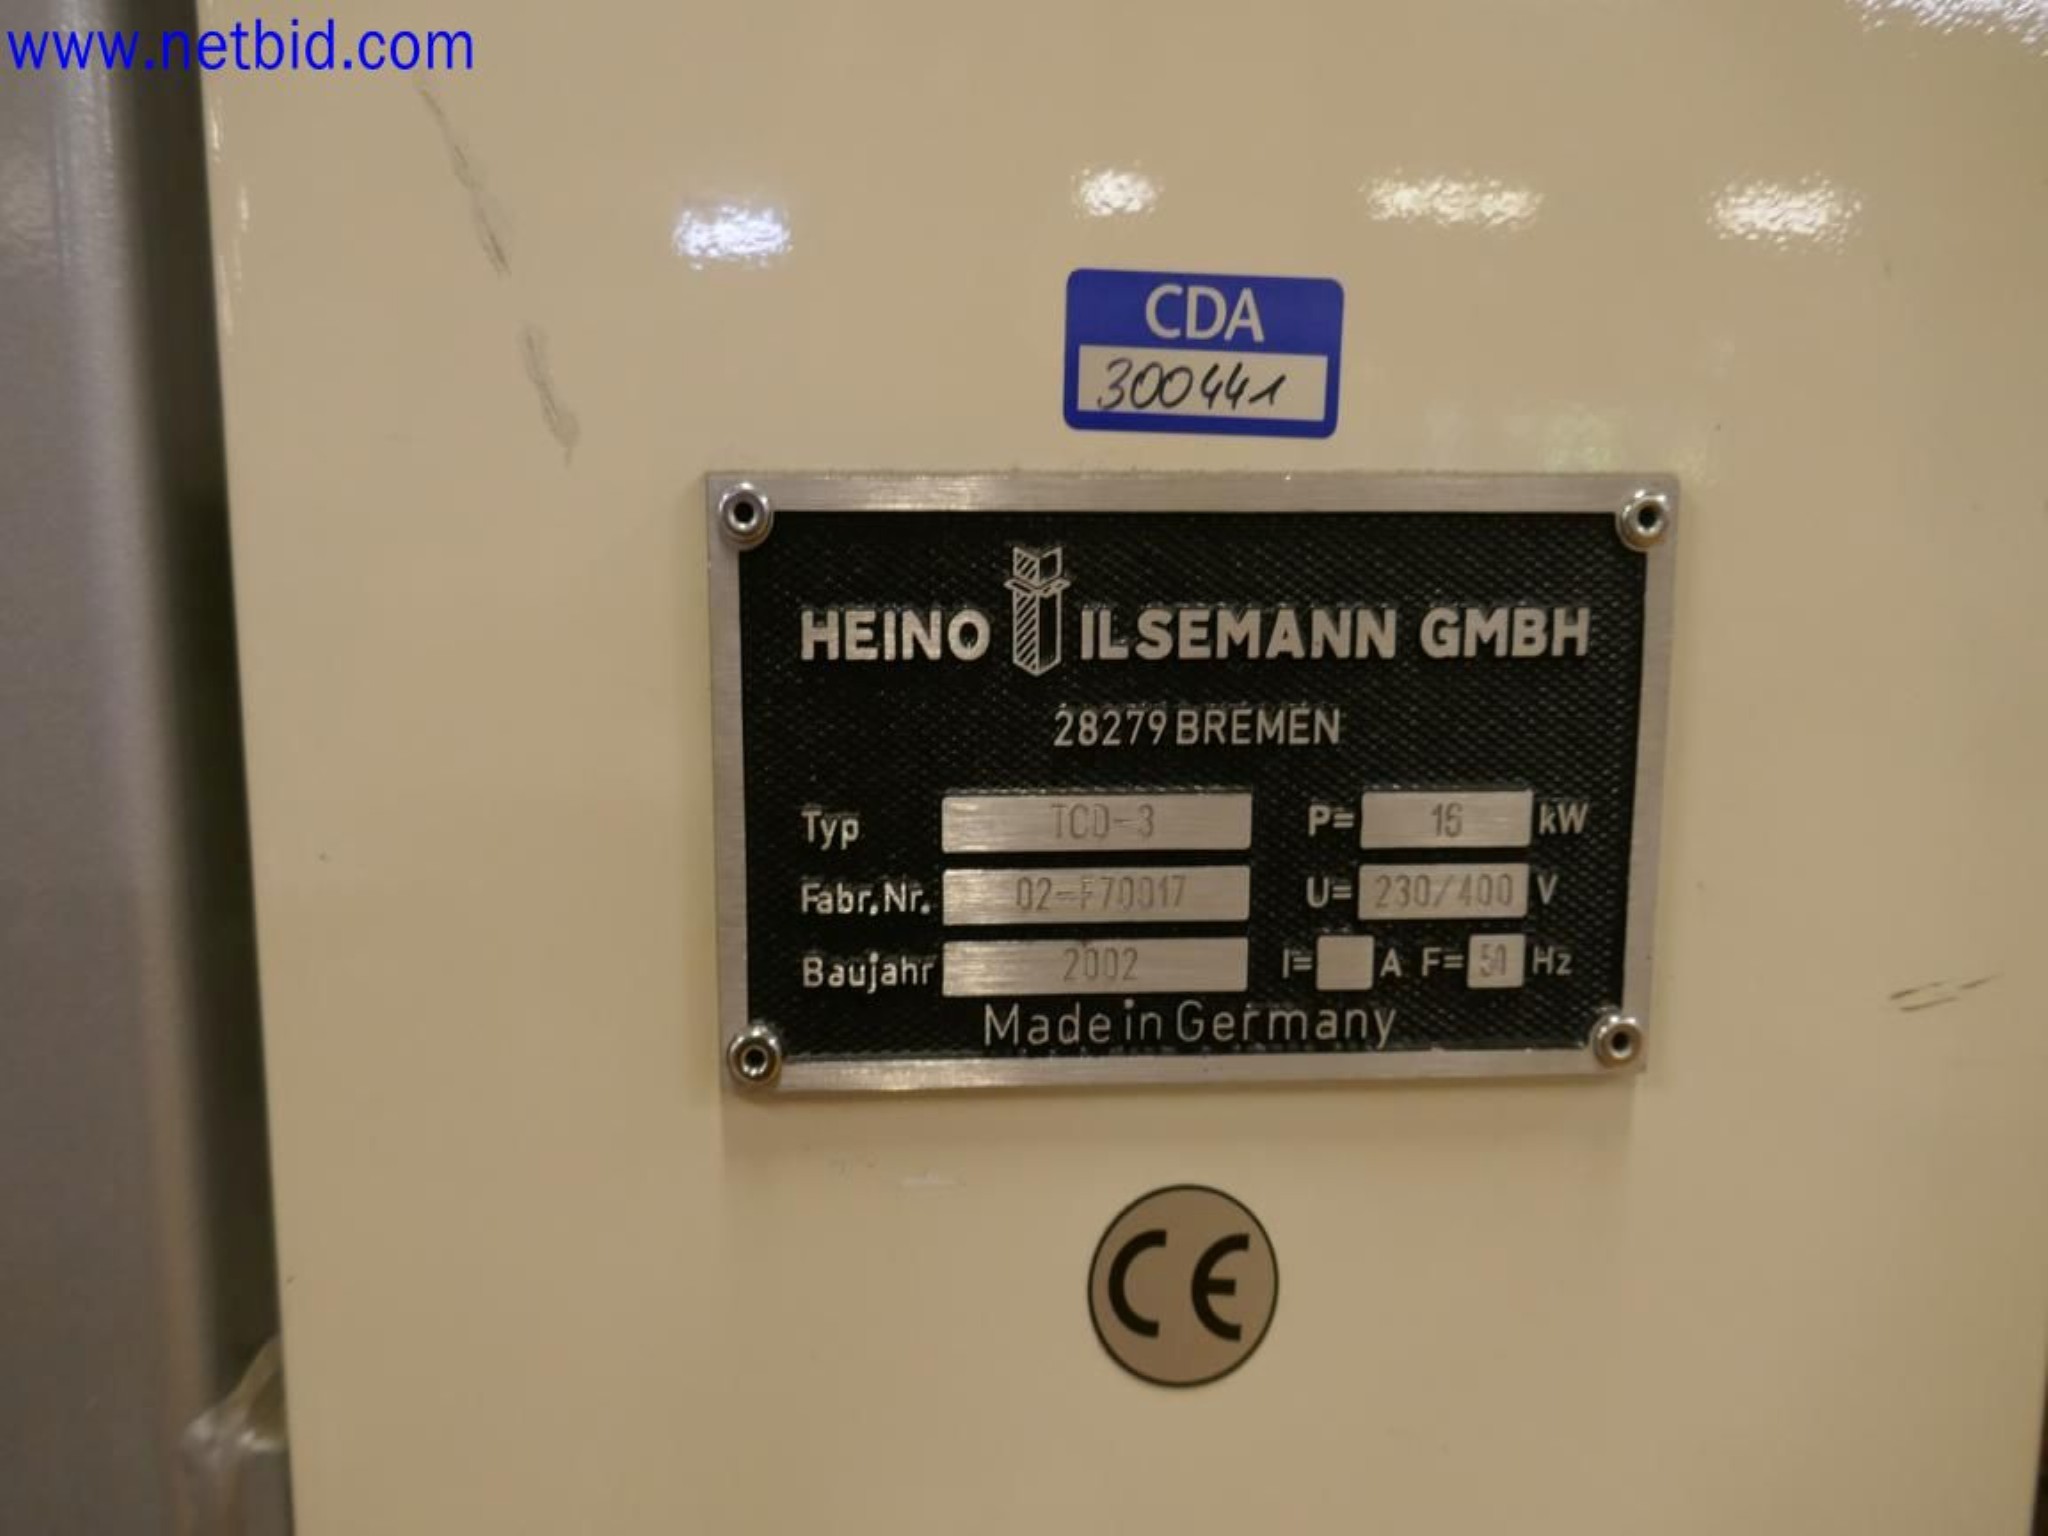 www.netbid.com
CDA
300441
HEINO ILSEMANN GMBH
28279 BREMEN
Typ TCD-3 P= 16 kW
Fabr.Nr. 02-F70017 U= 230/400 V
Baujahr 2002 I= A F= 50 Hz
Made in Germany
CE